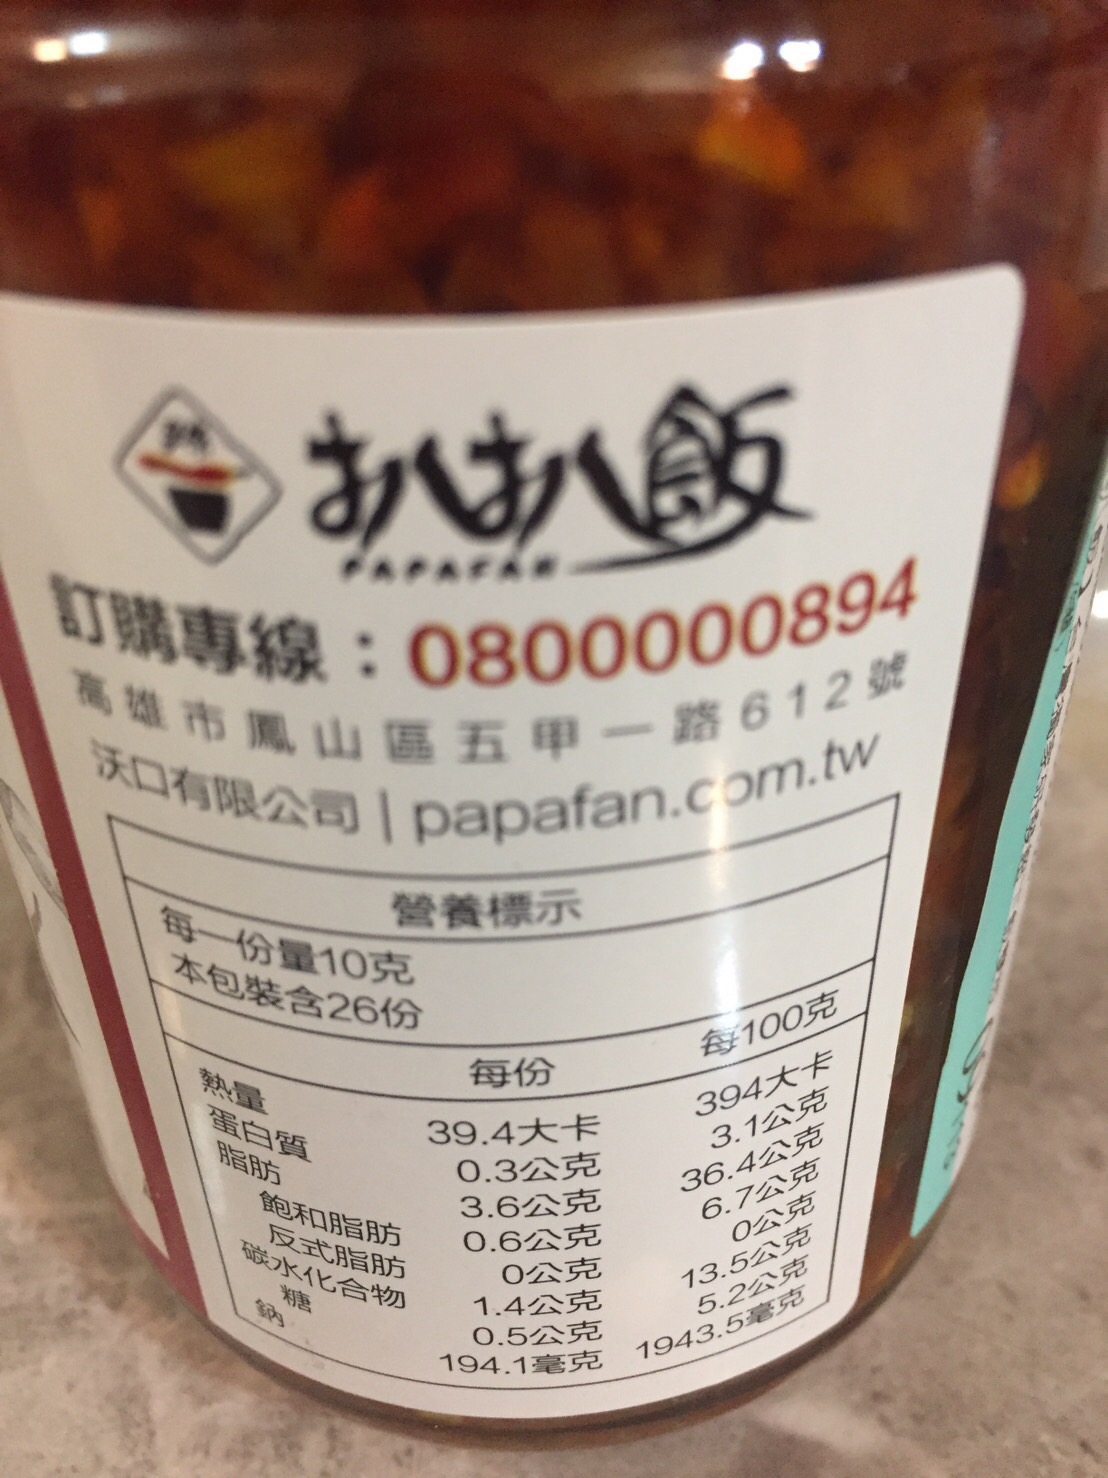 扒扒飯
PAPAFAN
訂購專線：0800000894
高雄市鳳山區五甲一路612號
沃口有限公司|papafan.com.tw
營養標示
每一份量10克
本包裝含26份
每份 每100克
熱量 39.4大卡 394大卡
蛋白質 0.3公克 3.1公克
脂肪 3.6公克 36.4公克
飽和脂肪 0.6公克 6.7公克
反式脂肪 0公克 0公克
碳水化合物 1.4公克 13.5公克
糖 0.5公克 5.2公克
鈉 194.1毫克 1943.5毫克